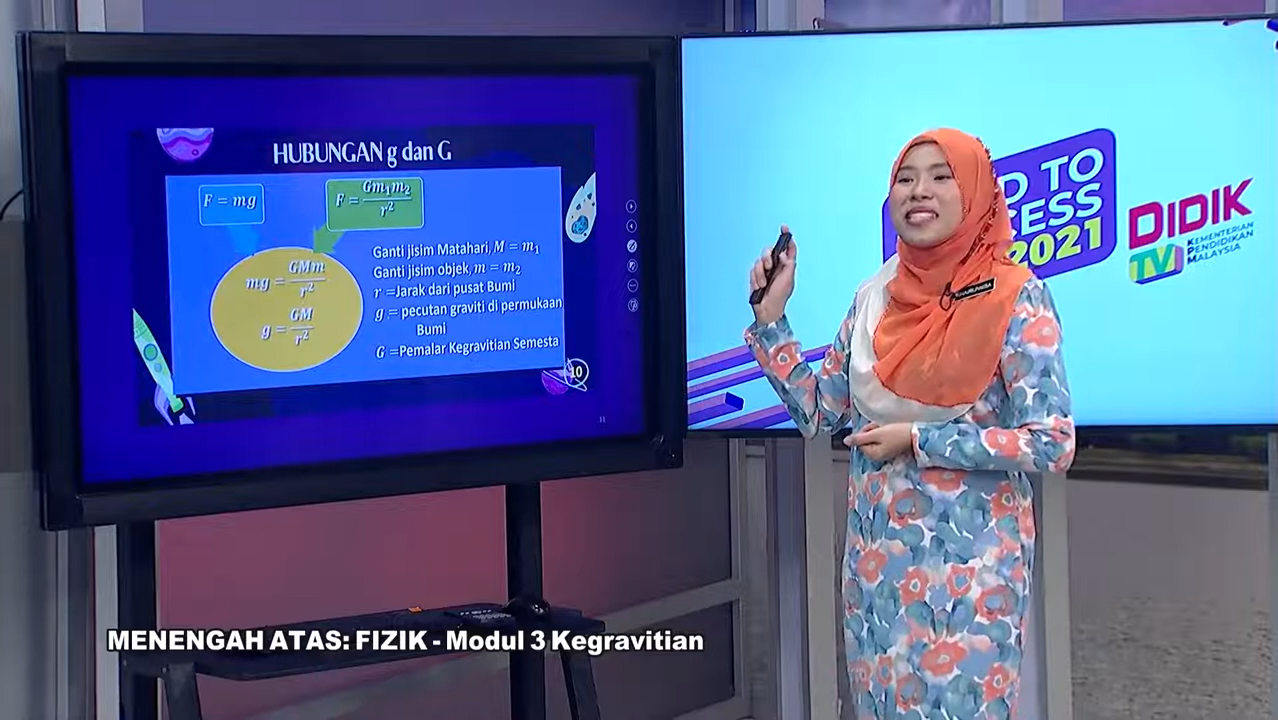 HUBUNGAN g dan G
F = mg
F = Gm₁m₂/r²
mg = GMm/r²
g = GM/r²
Ganti jisim Matahari, M = m₁
Ganti jisim objek, m = m₂
r =Jarak dari pusat Bumi
g = pecutan graviti di permukaan
Bumi
G =Pemalar Kegravitian Semesta
10
11
TO
2021
DIDIK
TV
KEMENTERIAN
PENDIDIKAN
MALAYSIA
MENENGAH ATAS: FIZIK - Modul 3 Kegravitian